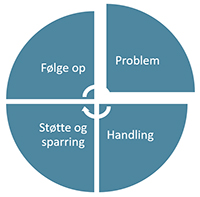 Følge op
Problem
Støtte og
sparring
Handling